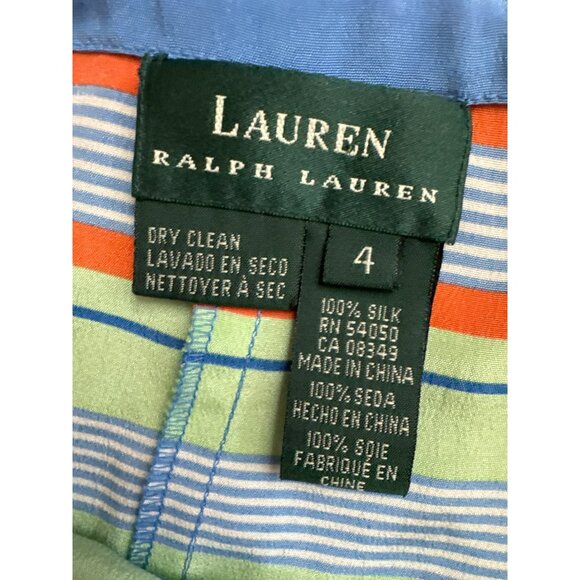 LAUREN
RALPH LAUREN
DRY CLEAN
LAVADO EN SECO
NETTOYER À SEC
4
100% SILK
RN 54050
CA 08349
MADE IN CHINA
100% SEDA
HECHO EN CHINA
100% SOIE
FABRIQUÉ EN
CHINE